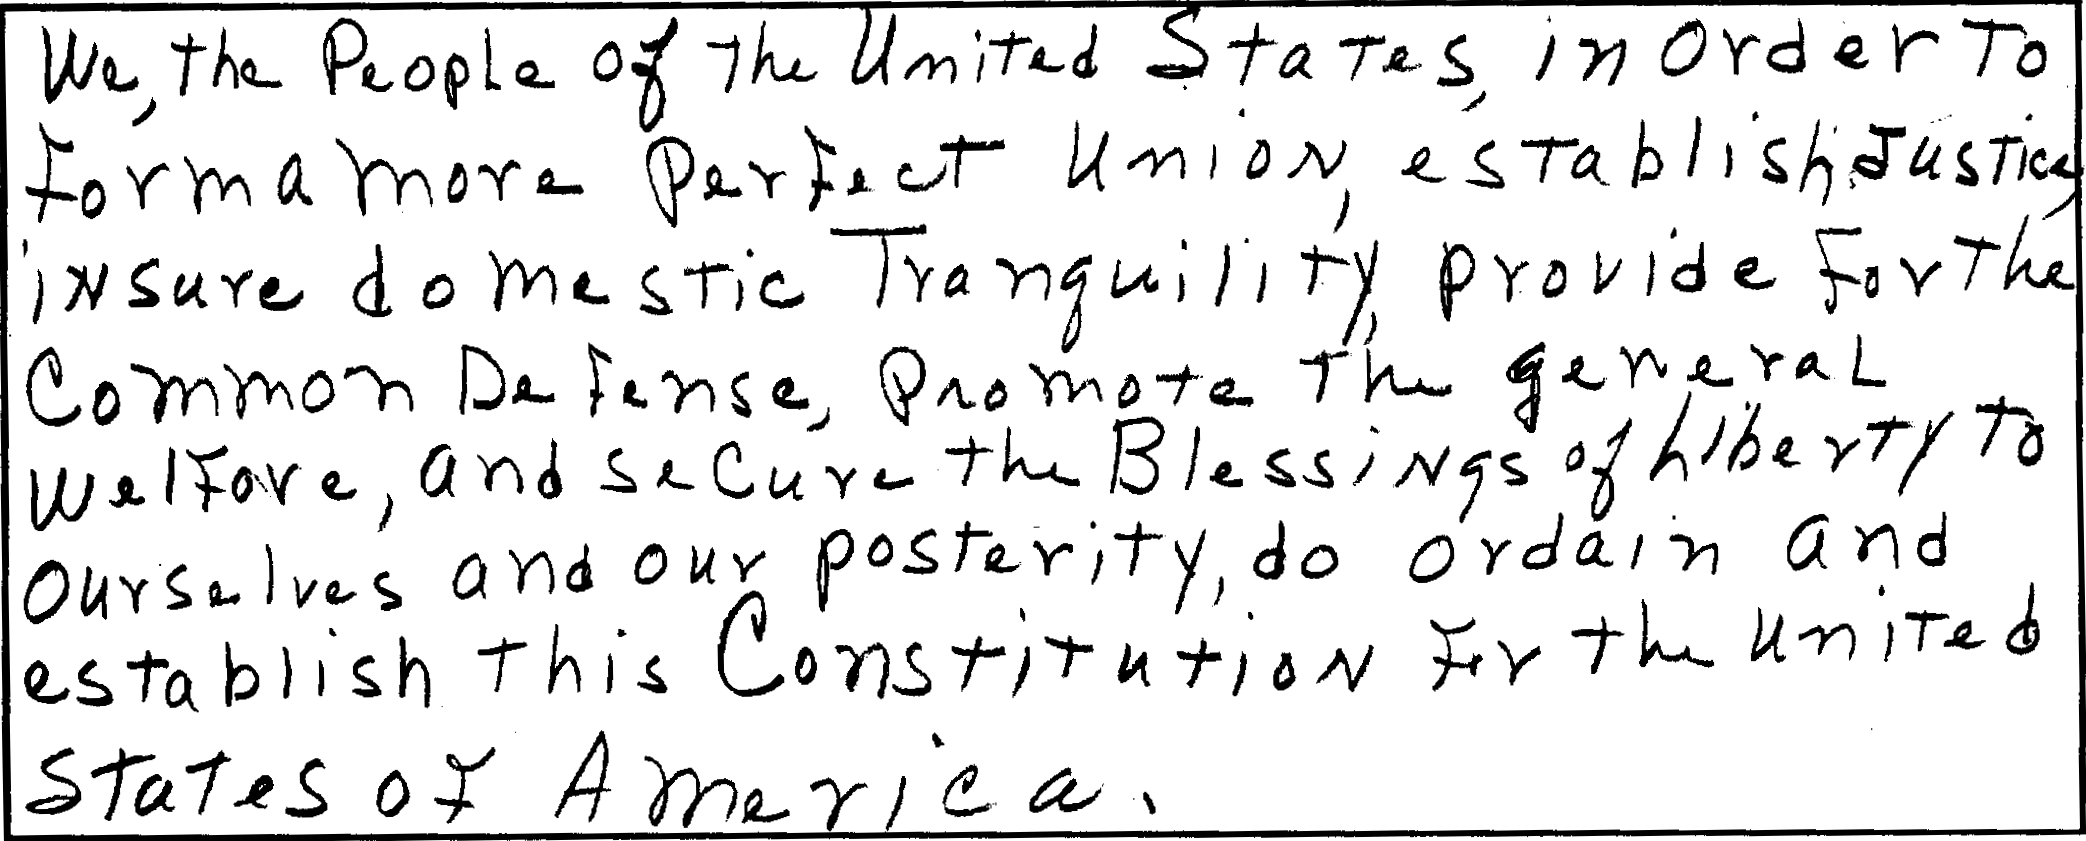 We, the People of the United States, in Order to
form a more Perfect Union, establish Justice,
insure domestic Tranquility, provide for the
Common Defense, Promote the general
Welfare, and secure the Blessings of Liberty to
Ourselves and our posterity, do ordain and
establish this Constitution for the United
States of America.